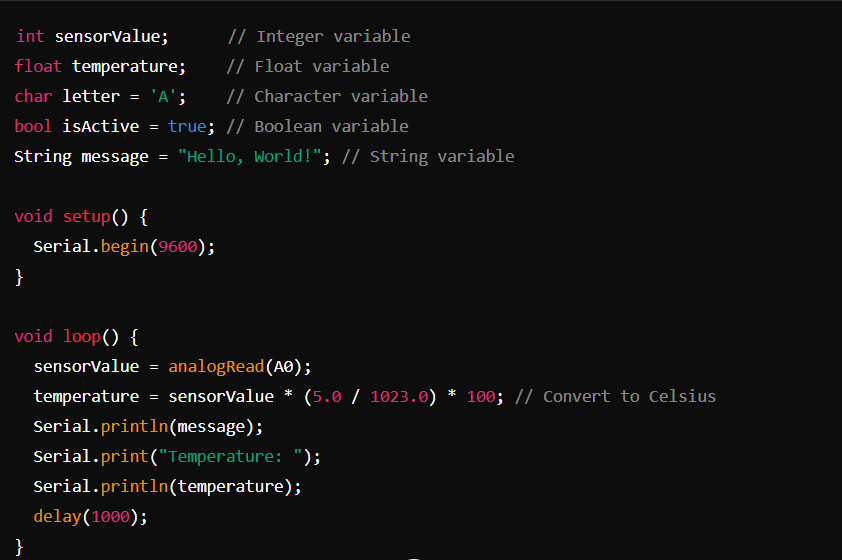 int sensorValue;      // Integer variable
float temperature;    // Float variable
char letter = 'A';    // Character variable
bool isActive = true; // Boolean variable
String message = "Hello, World!"; // String variable

void setup() {
  Serial.begin(9600);
}

void loop() {
  sensorValue = analogRead(A0);
  temperature = sensorValue * (5.0 / 1023.0) * 100; // Convert to Celsius
  Serial.println(message);
  Serial.print("Temperature: ");
  Serial.println(temperature);
  delay(1000);
}